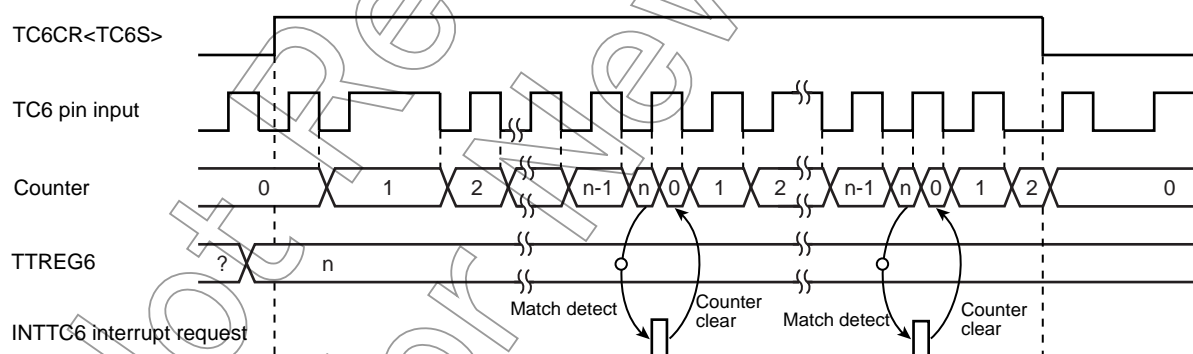 TC6CR<TC6S>
TC6 pin input
Counter 0 1 2 n-1 n 0 1 2 n-1 n 0 1 2 0
TTREG6 ? n
Match detect Counter clear Match detect Counter clear
INTTC6 interrupt request